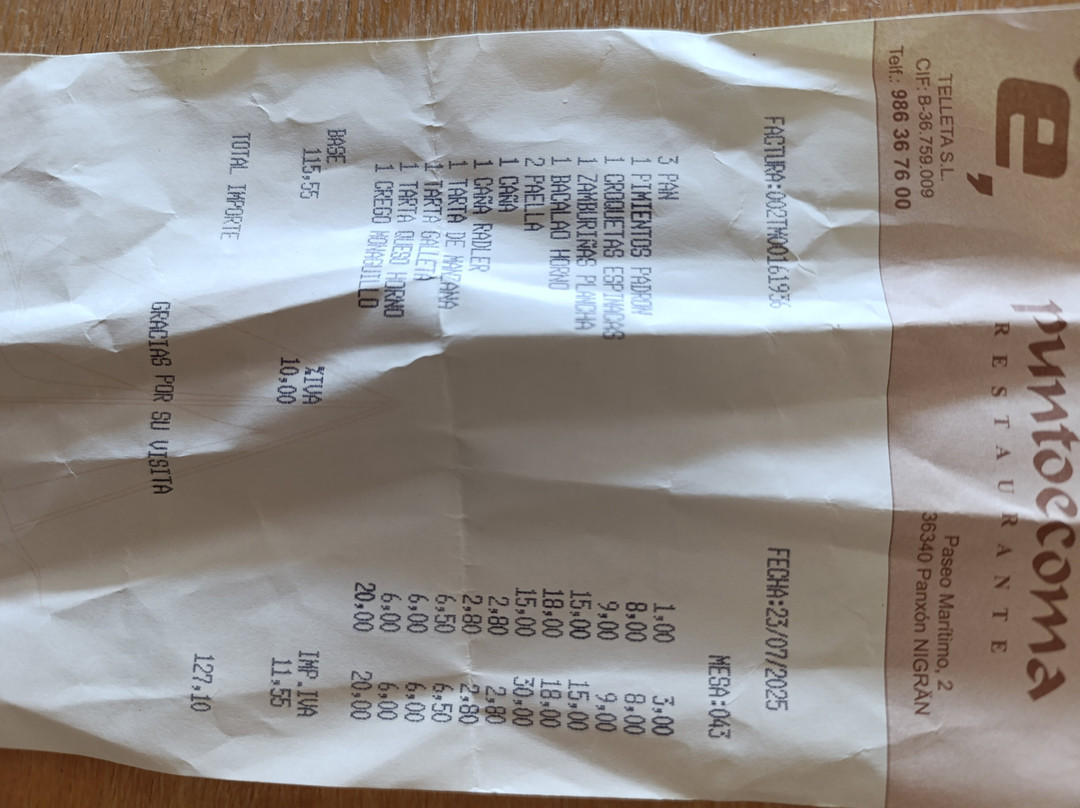 e,
puntoecoma
RESTAURANTE
TELLETA S.L.
CIF: B-36.759.009
Telf.: 986 36 76 00
Paseo Marítimo, 2
36340 Panxón NIGRÁN
FACTURA:002TM00161936 FECHA:23/07/2025
MESA:043
3 PAN 1,00 3,00
1 PIMIENTOS PADRON 8,00 8,00
1 CROQUETAS ESPINACAS 9,00 9,00
1 ZAMBURIÑAS PLANCHA 15,00 15,00
1 BACALAO HORNO 18,00 18,00
2 PAELLA 15,00 30,00
1 CAÑA 2,80 2,80
1 CAÑA RADLER 2,80 2,80
1 TARTA DE MANZANA 6,50 6,50
1 TARTA GALLETA 6,00 6,00
1 TARTA QUESO HORNO 6,00 6,00
1 CREGO MONAGUILLO 20,00 20,00
BASE %IVA IMP.IVA
115,55 10,00 11,55
TOTAL IMPORTE 127,10
GRACIAS POR SU VISITA